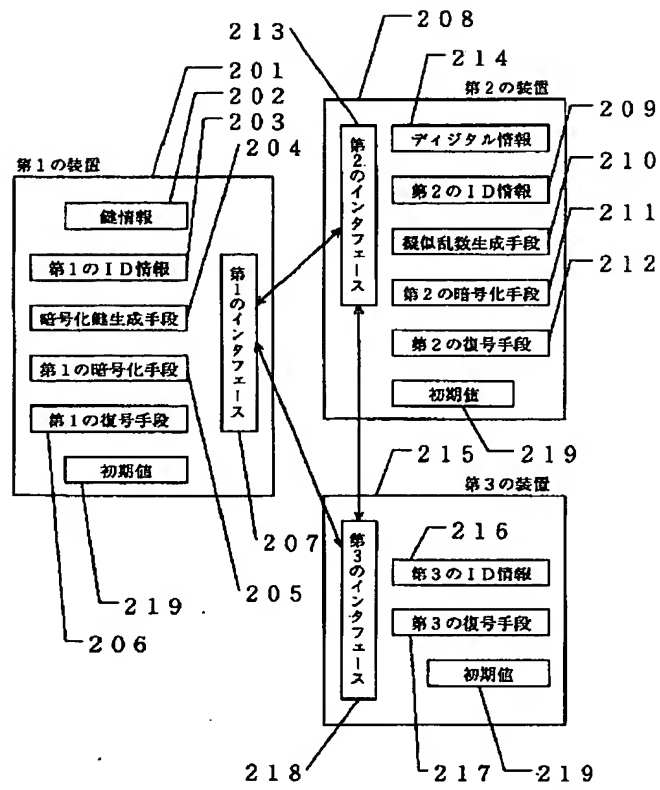 208
213
214
201
第2の装置
202
209
203
ディジタル情報
210
204
第1の装置
第2のID情報
211
鍵情報
第2のインタフェース
擬似乱数生成手段
212
第1のID情報
第1のインタフェース
第2の暗号化手段
暗号化鍵生成手段
第2の復号手段
第1の暗号化手段
初期値
第1の復号手段
215
219
初期値
第3の装置
207
216
第3のインタフェース
第3のID情報
205
219
第3の復号手段
206
初期値
218
217
219